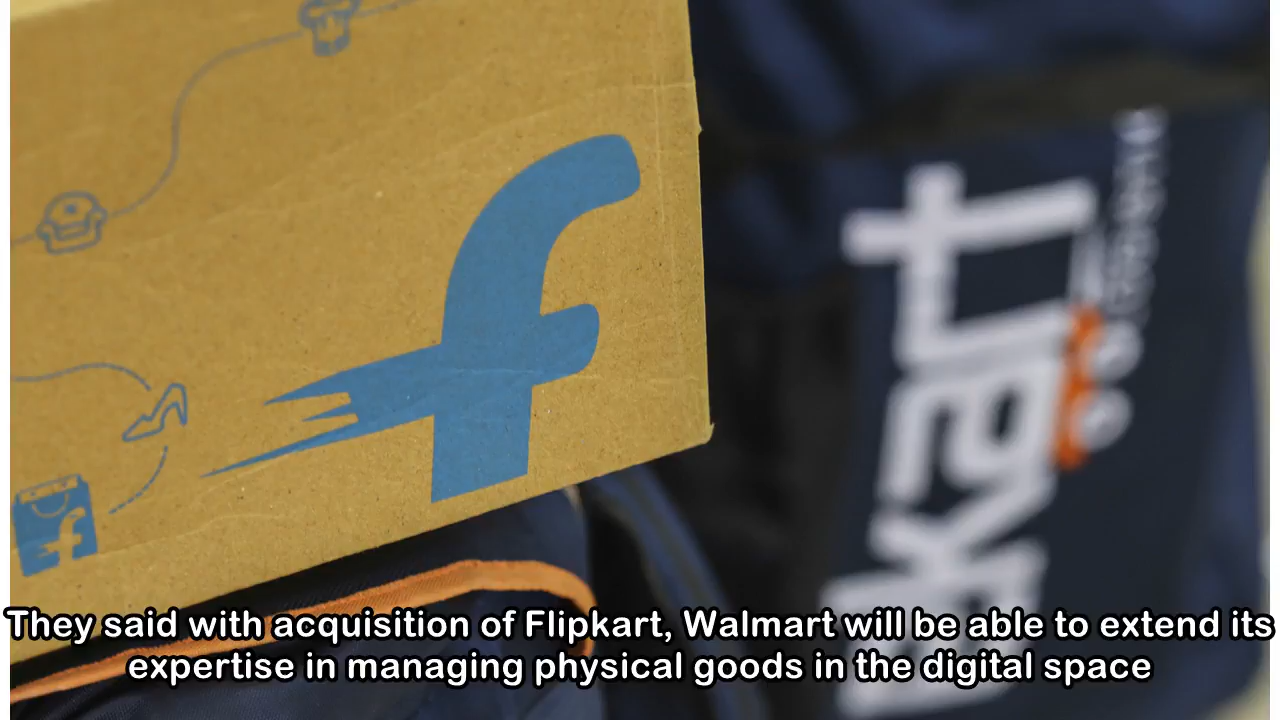 f
f
ekart
They said with acquisition of Flipkart, Walmart will be able to extend its
expertise in managing physical goods in the digital space